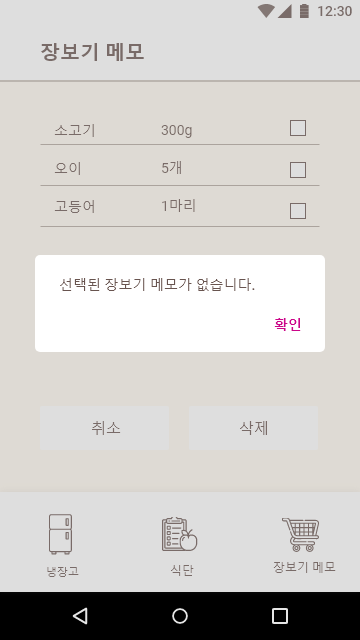 12:30
장보기 메모
소고기 300g
오이 5개
고등어 1마리
선택된 장보기 메모가 없습니다.
확인
취소 삭제
냉장고 식단 장보기 메모